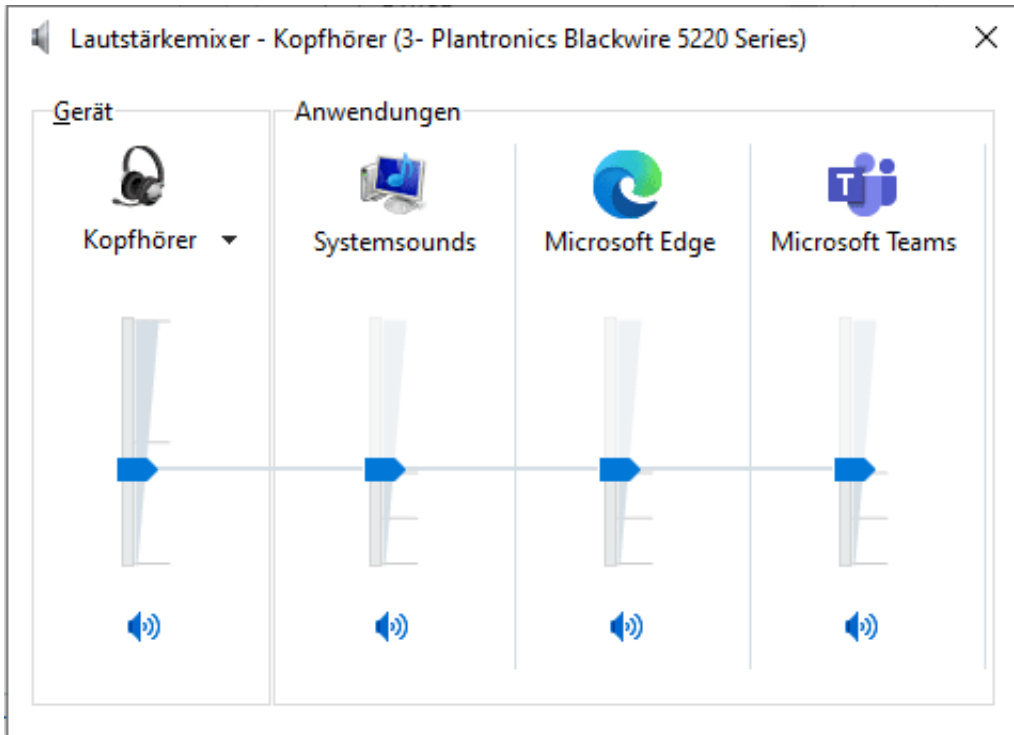 Lautstärkemixer - Kopfhörer (3- Plantronics Blackwire 5220 Series)
Gerät
Anwendungen
Kopfhörer
Systemsounds
Microsoft Edge
T
Microsoft Teams